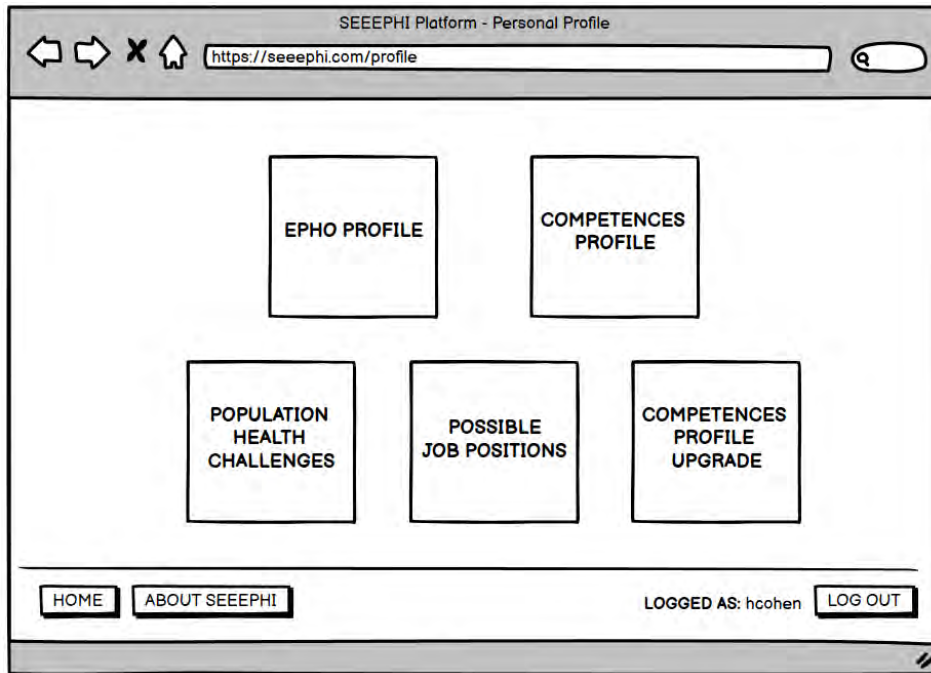 SEEEPHI Platform - Personal Profile
https://seeephi.com/profile
EPHO PROFILE
COMPETENCES
PROFILE
POPULATION
HEALTH
CHALLENGES
POSSIBLE
JOB POSITIONS
COMPETENCES
PROFILE
UPGRADE
HOME
ABOUT SEEEPHI
LOGGED AS: hcohen
LOG OUT